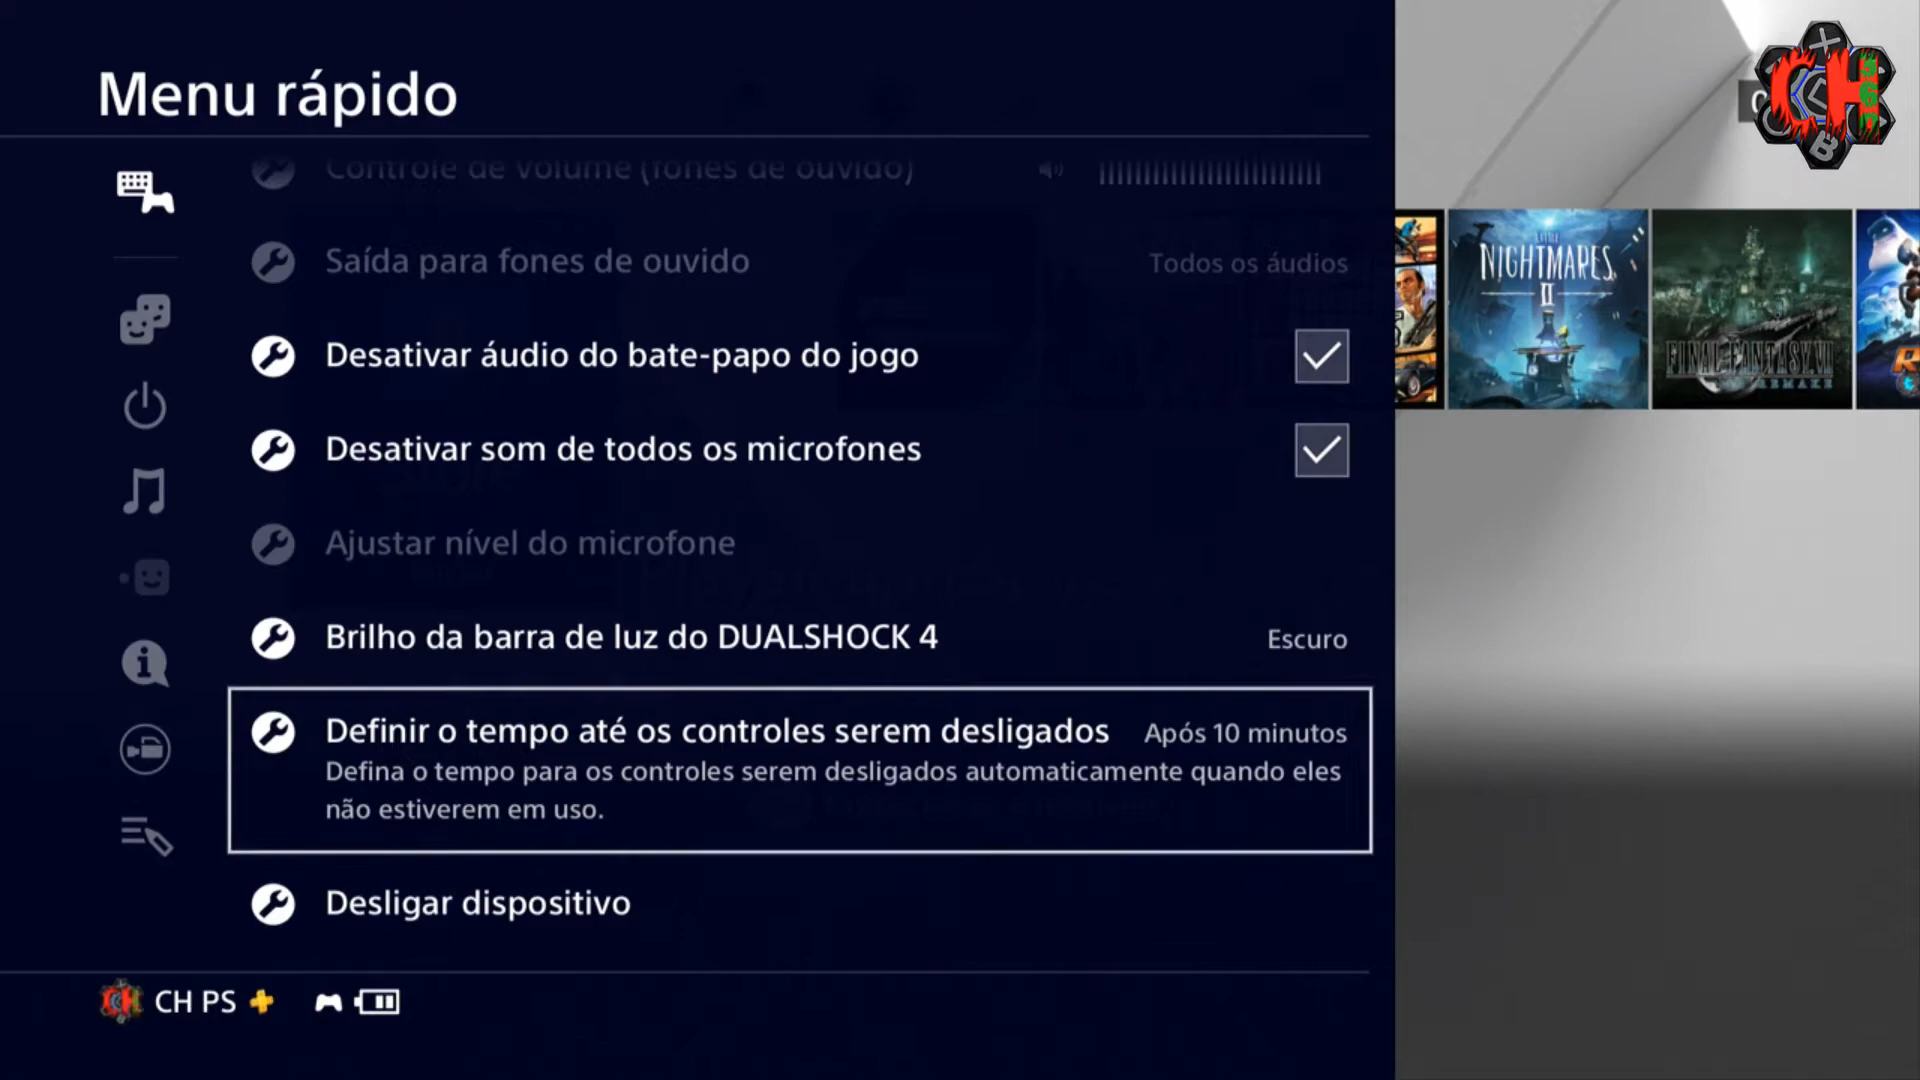 Menu rápido
Controle de volume (fones de ouvido)
Saída para fones de ouvido Todos os áudios
Desativar áudio do bate-papo do jogo
Desativar som de todos os microfones
Ajustar nível do microfone
Brilho da barra de luz do DUALSHOCK 4 Escuro
Definir o tempo até os controles serem desligados Após 10 minutos
Defina o tempo para os controles serem desligados automaticamente quando eles
não estiverem em uso.
Desligar dispositivo
CH PS
CH
B
NIGHTMARES
II
FINAL FANTASY VII
REMAKE